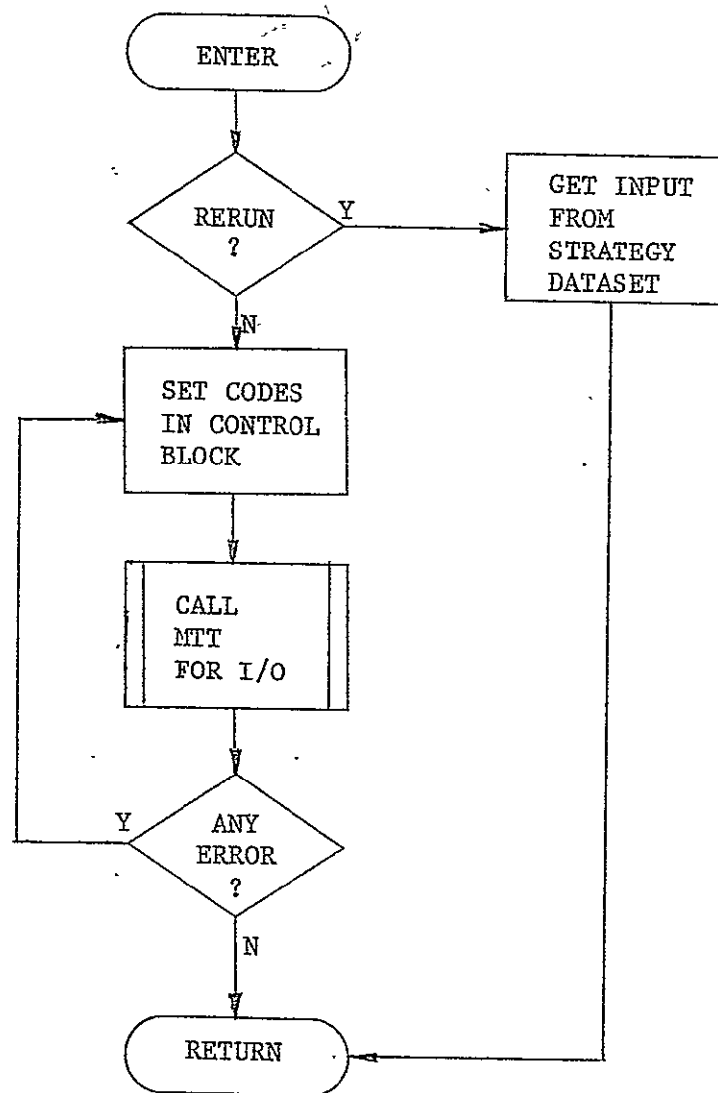 ENTER
RERUN
?
Y
N
GET INPUT
FROM
STRATEGY
DATASET
SET CODES
IN CONTROL
BLOCK
CALL
MTT
FOR I/O
Y
ANY
ERROR
?
N
RETURN